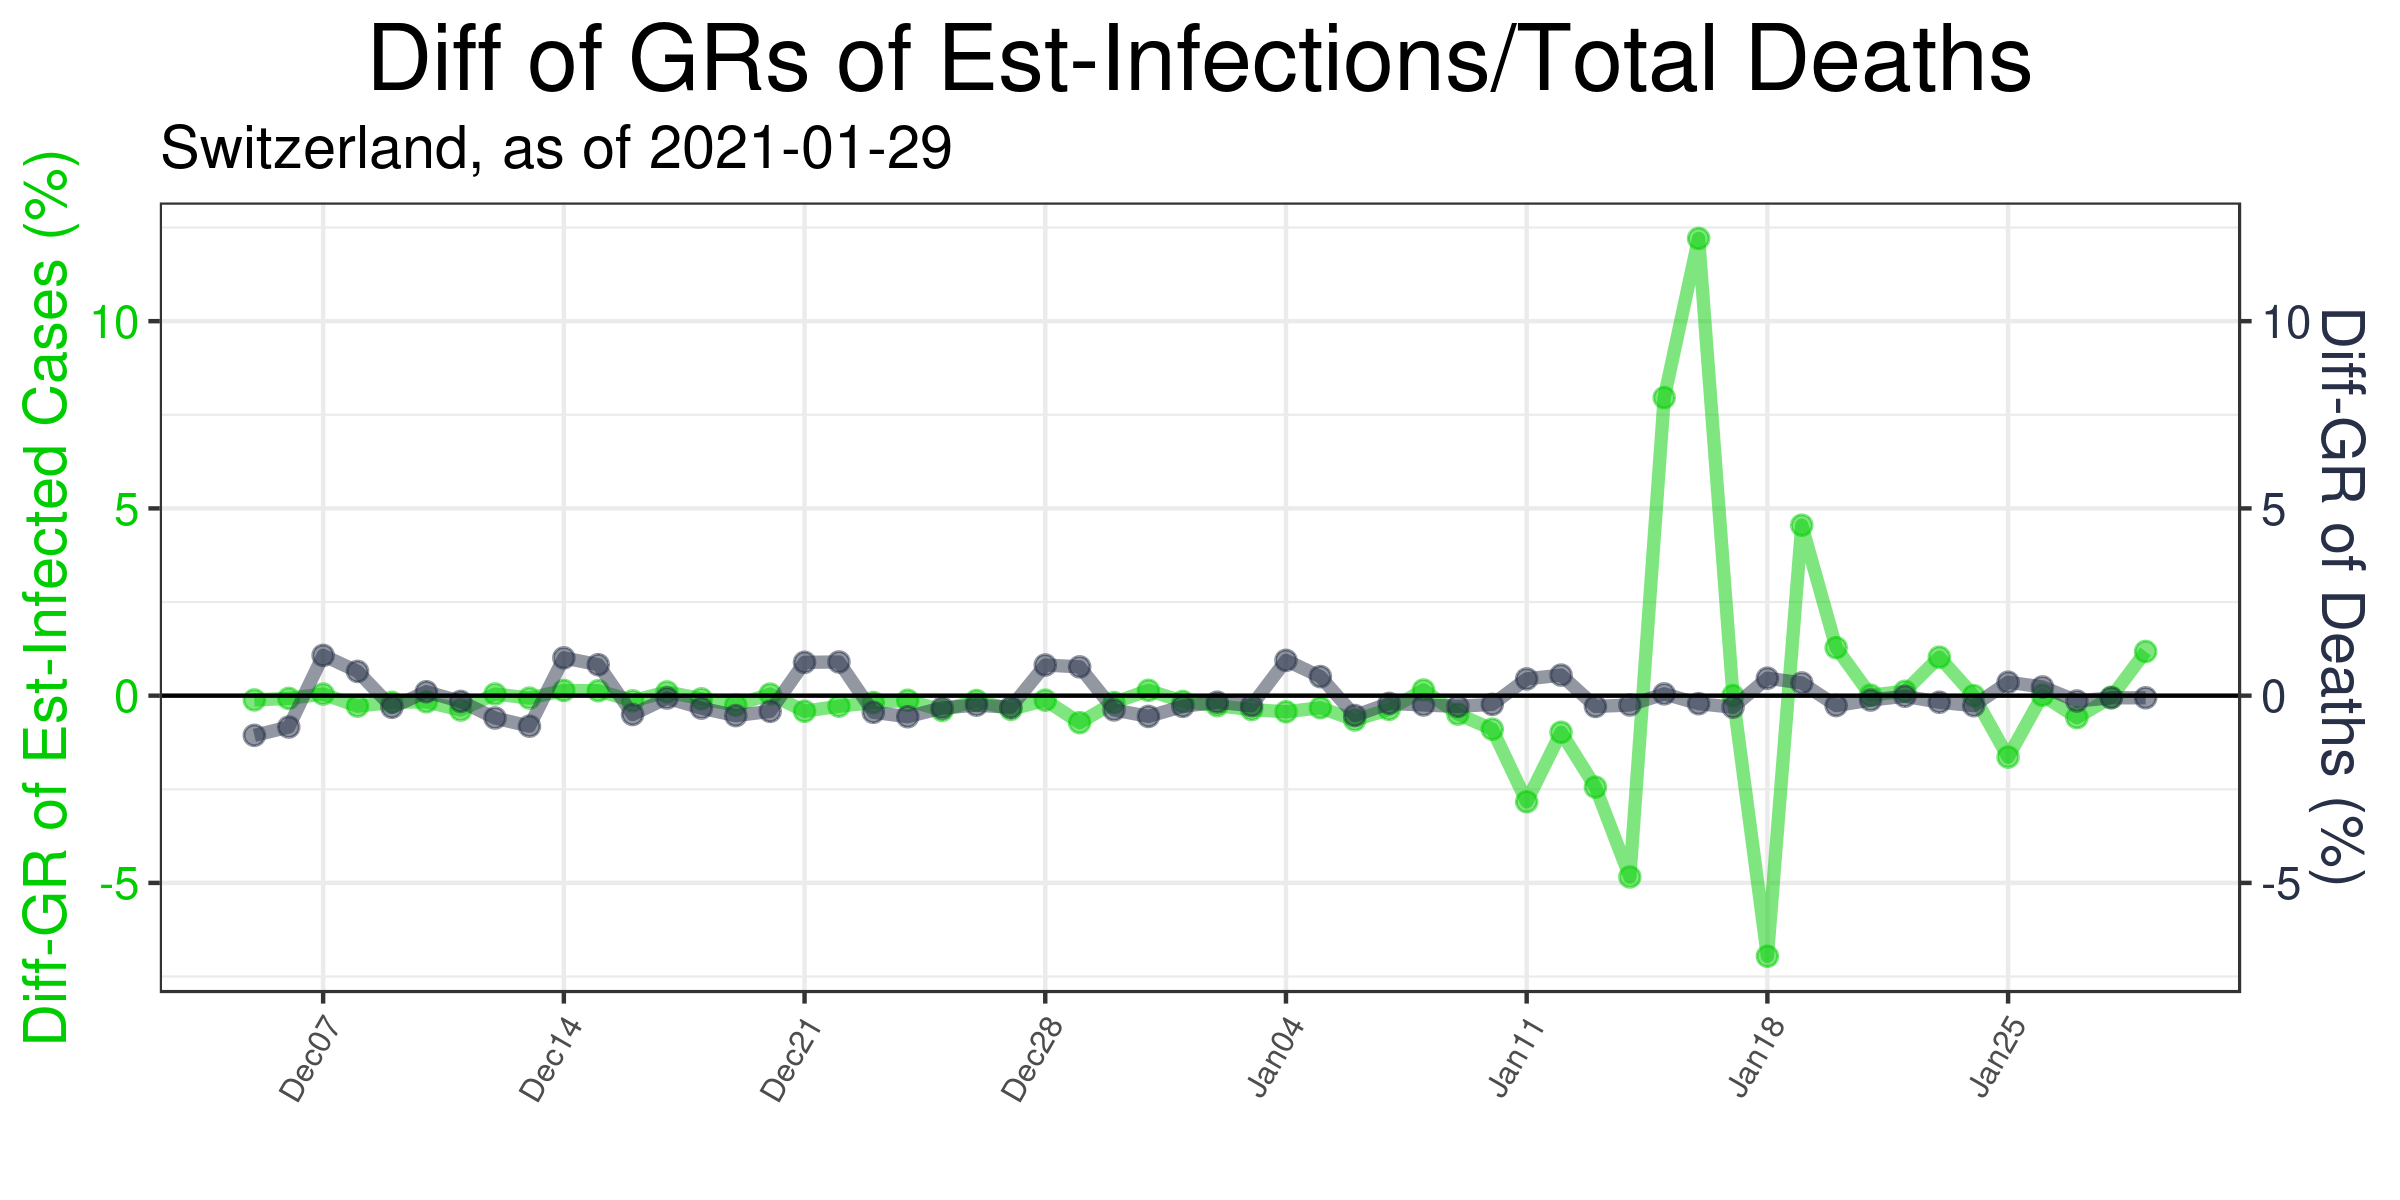 Diff of GRs of Est-Infections/Total Deaths
Switzerland, as of 2021-01-29
Diff-GR of Est-Infected Cases (%)
10
5
0
-5
10
5
0
-5
Diff-GR of Deaths (%)
Dec07
Dec14
Dec21
Dec28
Jan04
Jan11
Jan18
Jan25